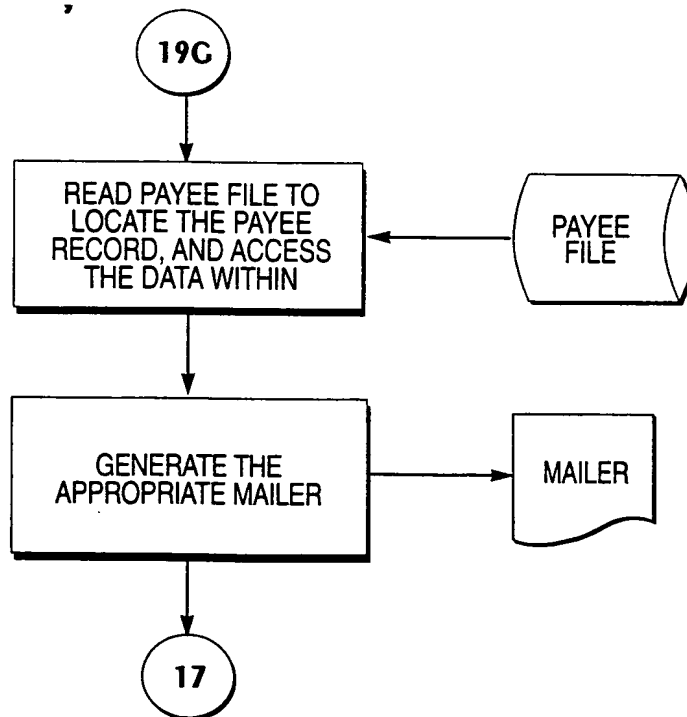 19G
READ PAYEE FILE TO
LOCATE THE PAYEE
RECORD, AND ACCESS
THE DATA WITHIN
PAYEE
FILE
GENERATE THE
APPROPRIATE MAILER
MAILER
17